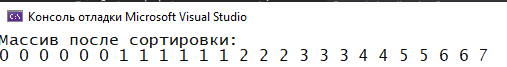 Консоль отладки Microsoft Visual Studio
Массив после сортировки:
0 0 0 0 0 0 1 1 1 1 1 1 2 2 2 3 3 3 4 4 5 5 6 6 7